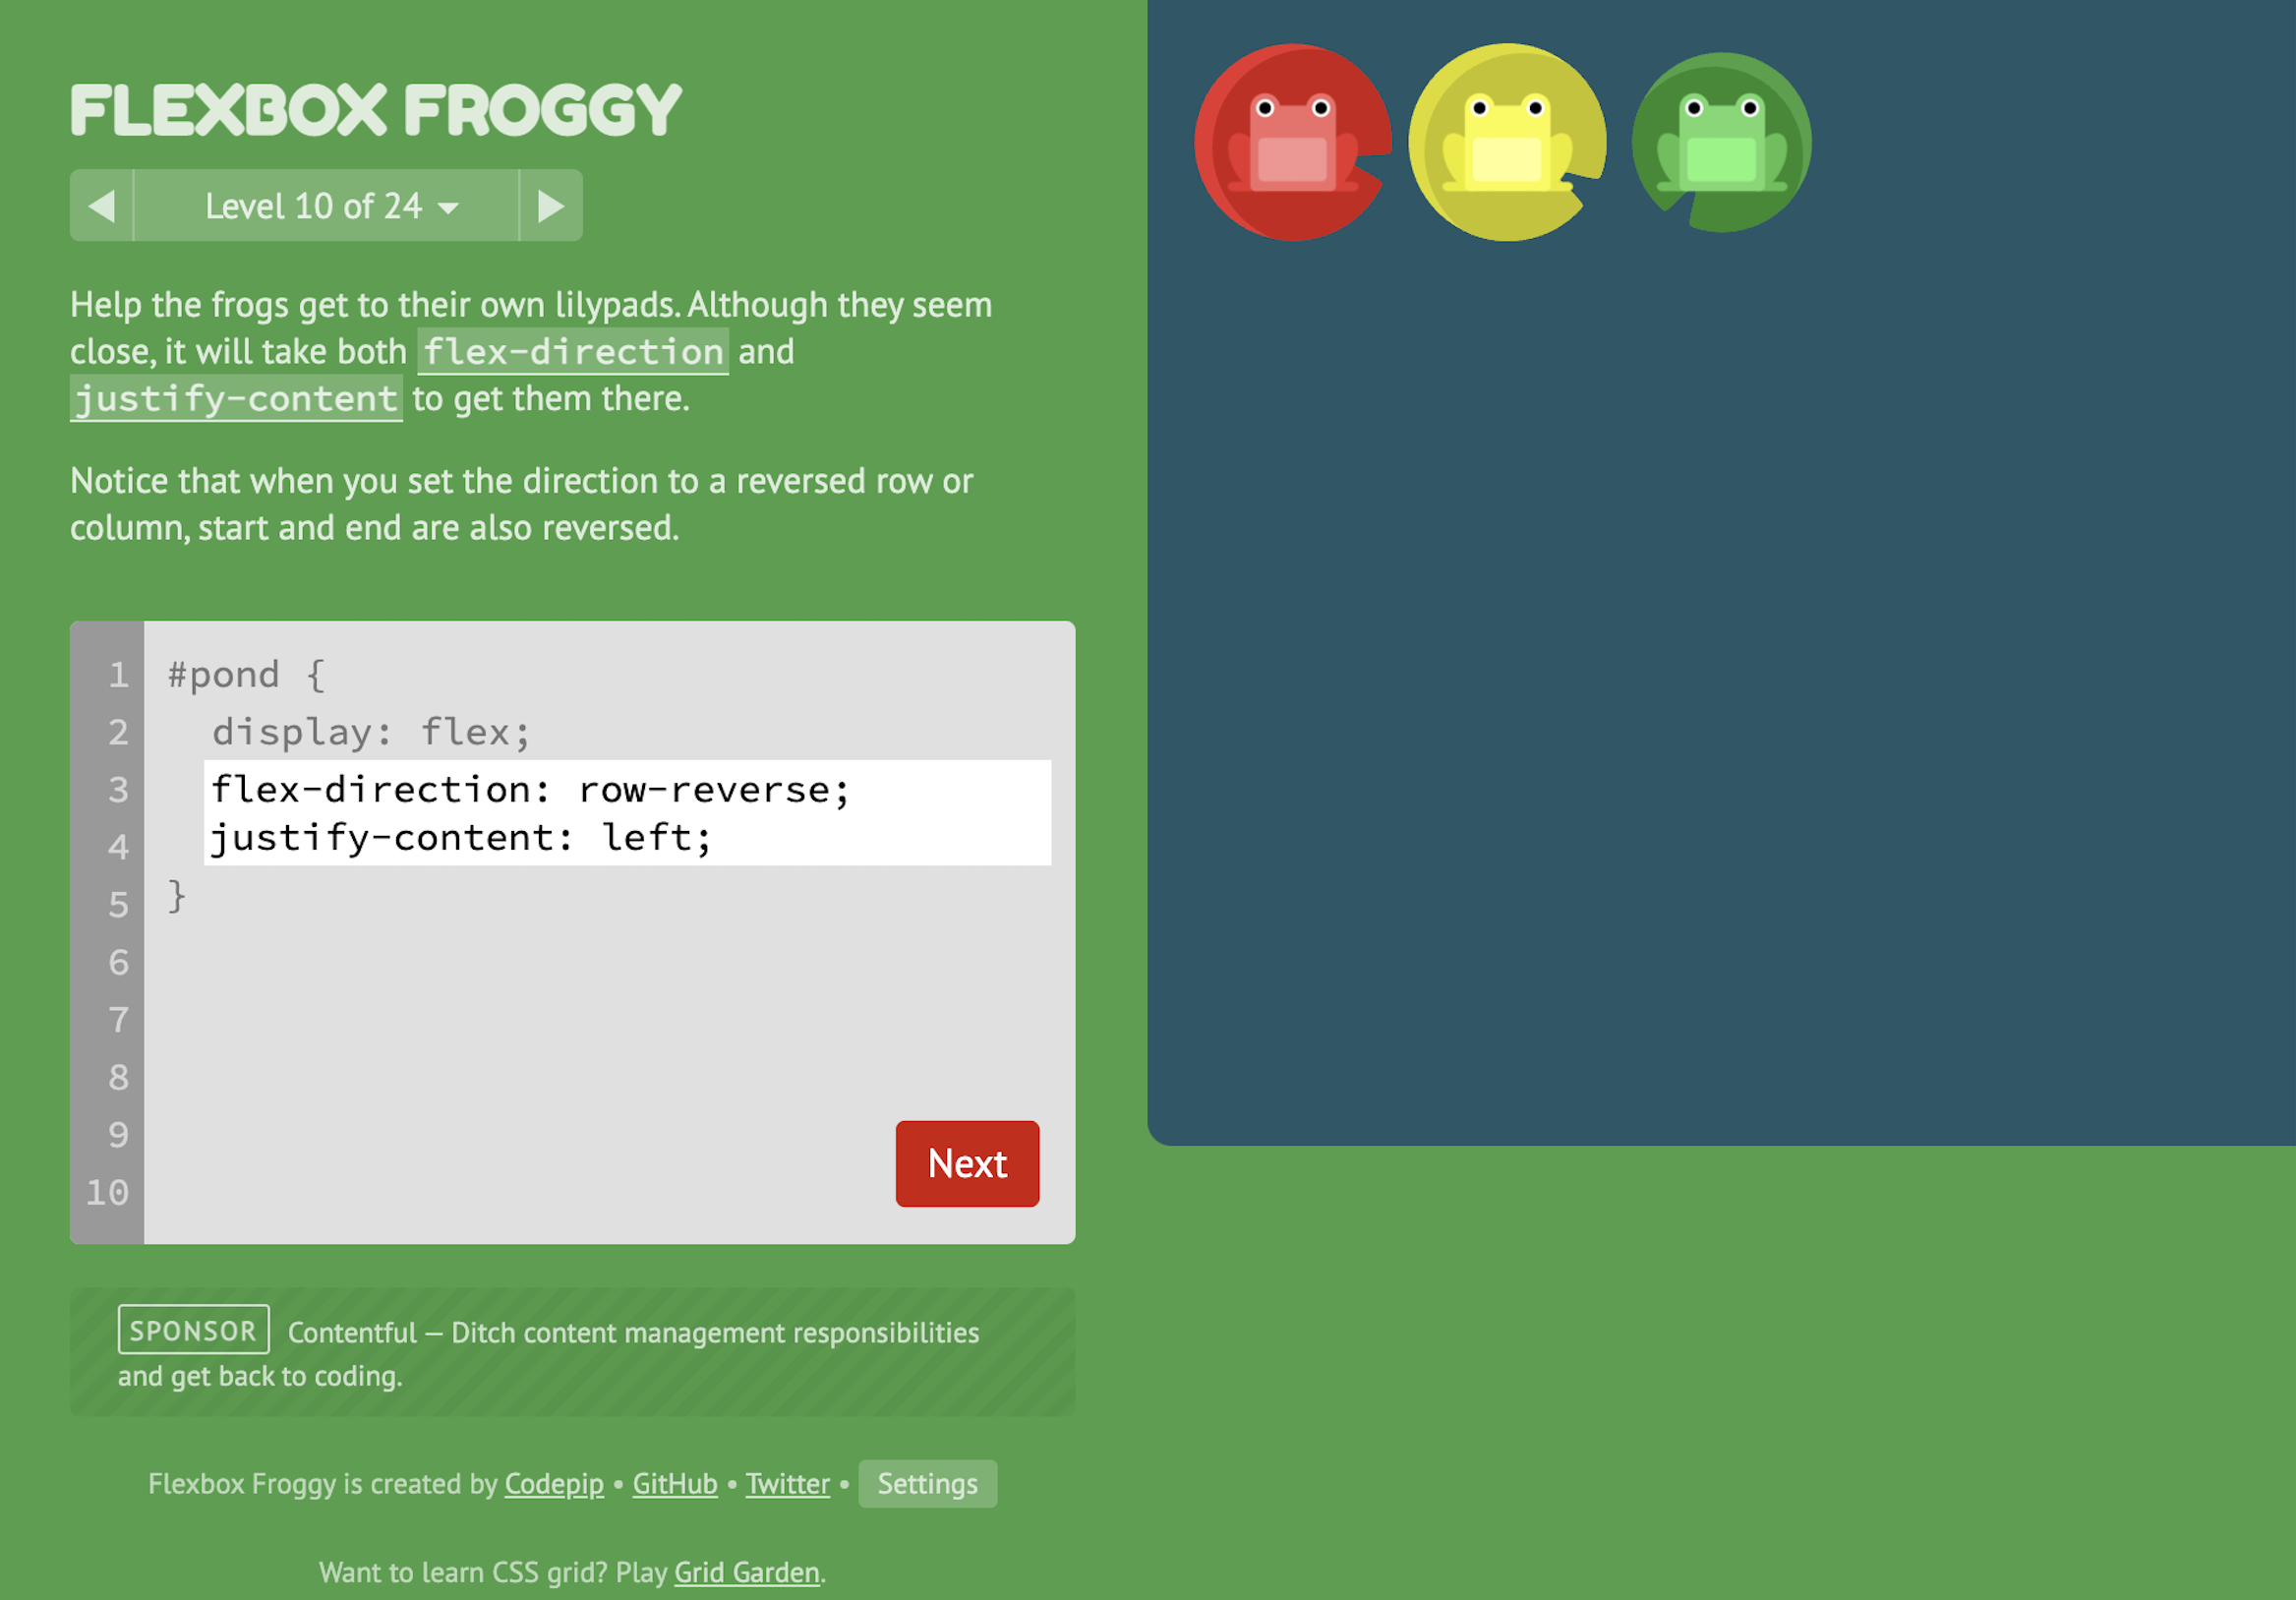 FLEXBOX FROGGY
Level 10 of 24
Help the frogs get to their own lilypads. Although they seem
close, it will take both flex-direction and
justify-content to get them there.
Notice that when you set the direction to a reversed row or
column, start and end are also reversed.
1 #pond {
2 display: flex;
3 flex-direction: row-reverse;
4 justify-content: left;
5 }
6
7
8
9
10
Next
SPONSOR Contentful — Ditch content management responsibilities
and get back to coding.
Flexbox Froggy is created by Codepip • GitHub • Twitter • Settings
Want to learn CSS grid? Play Grid Garden.